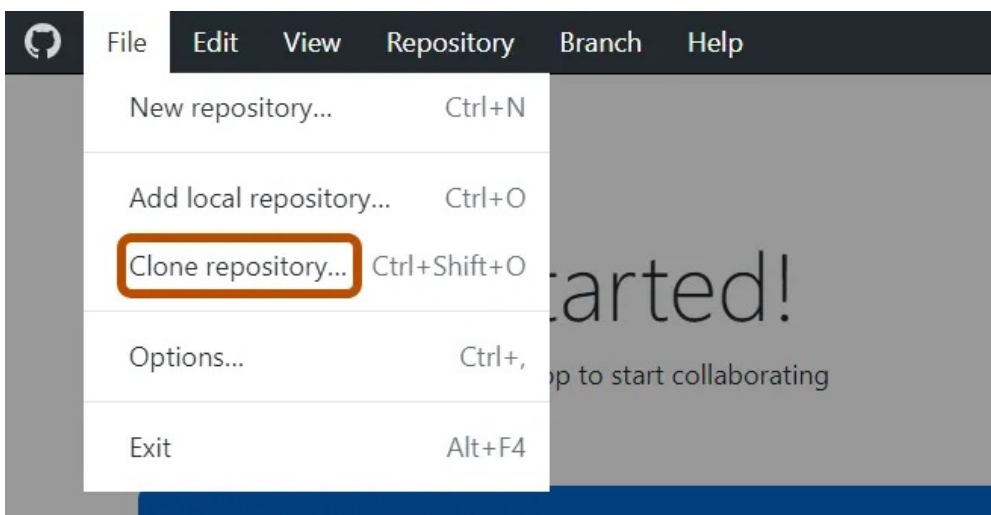 File Edit View Repository Branch Help
New repository... Ctrl+N
Add local repository... Ctrl+O
Clone repository... Ctrl+Shift+O
Options... Ctrl+,
Exit Alt+F4
to start collaborating